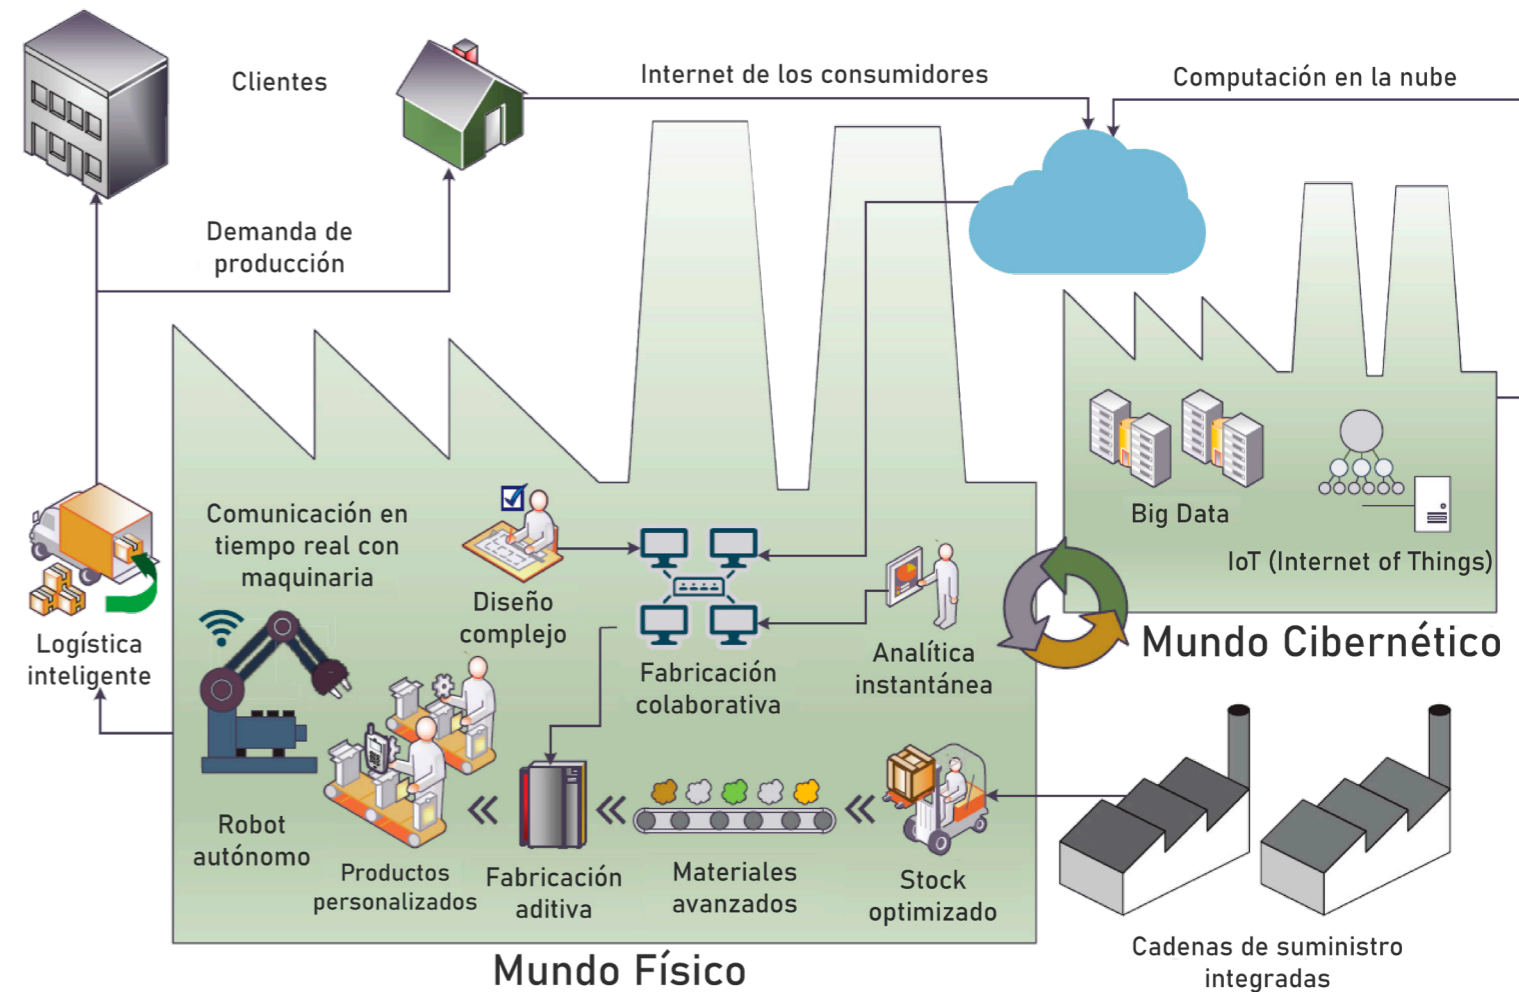 Clientes
Internet de los consumidores
Computación en la nube
Demanda de
producción
Comunicación en
tiempo real con
maquinaria
Diseño
complejo
Fabricación
colaborativa
Analítica
instantánea
Big Data
IoT (Internet of Things)
Mundo Cibernético
Logística
inteligente
Robot
autónomo
Productos
personalizados
Fabricación
aditiva
Materiales
avanzados
Stock
optimizado
Cadenas de suministro
integradas
Mundo Físico